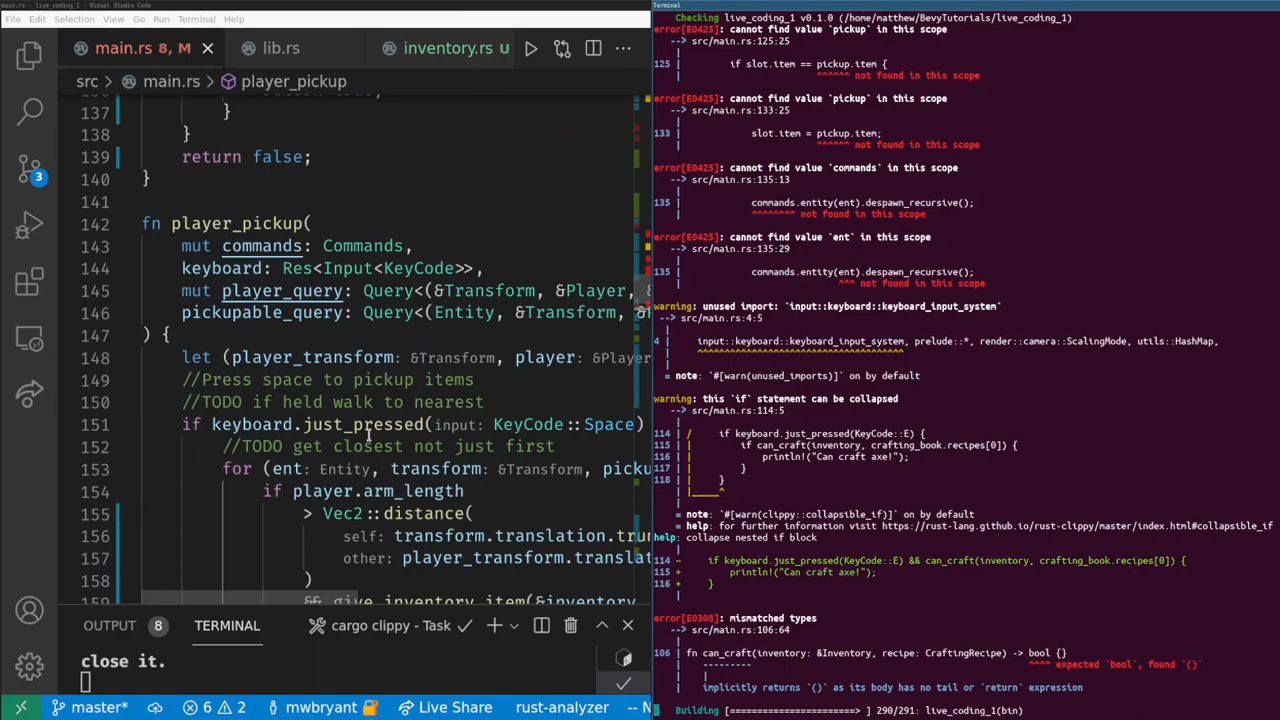 main.rs - live_coding_1 - Visual Studio Code
File Edit Selection View Go Run Terminal Help
main.rs 8, M
lib.rs
inventory.rs U
src > main.rs > player_pickup
137 }
138 }
139 return false;
140 }
141
142 fn player_pickup(
143 mut commands: Commands,
144 keyboard: Res<Input<KeyCode>>,
145 mut player_query: Query<(&Transform, &Player,
146 pickupable_query: Query<(Entity, &Transform,
147 ) {
148 let (player_transform: &Transform, player: &Player
149 //Press space to pickup items
150 //TODO if held walk to nearest
151 if keyboard.just_pressed(input: KeyCode::Space)
152 //TODO get closest not just first
153 for (ent: Entity, transform: &Transform, pick
154 if player.arm_length
155 > Vec2::distance(
156 self: transform.translation.tru
157 other: player_transform.transla
158 )
159 && give_inventory_item(&inventory
3
OUTPUT 8 TERMINAL cargo clippy - Task
close it.
master* 6 2 mwbryant Live Share rust-analyzer
Terminal
Checking live_coding_1 v0.1.0 (/home/matthew/BevyTutorials/live_coding_1)
error[E0425]: cannot find value `pickup` in this scope
--> src/main.rs:125:25
|
125 | if slot.item == pickup.item {
| ^^^^^^ not found in this scope
error[E0425]: cannot find value `pickup` in this scope
--> src/main.rs:133:25
|
133 | slot.item = pickup.item;
| ^^^^^^ not found in this scope
error[E0425]: cannot find value `commands` in this scope
--> src/main.rs:135:13
|
135 | commands.entity(ent).despawn_recursive();
| ^^^^^^^^ not found in this scope
error[E0425]: cannot find value `ent` in this scope
--> src/main.rs:135:29
|
135 | commands.entity(ent).despawn_recursive();
| ^^^ not found in this scope
warning: unused import: `input::keyboard::keyboard_input_system`
--> src/main.rs:4:5
|
4 | input::keyboard::keyboard_input_system, prelude::*, render::camera::ScalingMode, utils::HashMap,
| ^^^^^^^^^^^^^^^^^^^^^^^^^^^^^^^^^^^^^^
= note: `#[warn(unused_imports)]` on by default
warning: this `if` statement can be collapsed
--> src/main.rs:114:5
|
114 | / if keyboard.just_pressed(KeyCode::E) {
115 | | if can_craft(inventory, crafting_book.recipes[0]) {
116 | | println!("Can craft axe!");
117 | | }
118 | | }
| |_____^
|
= note: `#[warn(clippy::collapsible_if)]` on by default
= help: for further information visit https://rust-lang.github.io/rust-clippy/master/index.html#collapsible_if
help: collapse nested if block
|
114 ~ if keyboard.just_pressed(KeyCode::E) && can_craft(inventory, crafting_book.recipes[0]) {
115 + println!("Can craft axe!");
116 + }
|
error[E0308]: mismatched types
--> src/main.rs:106:64
|
106 | fn can_craft(inventory: &Inventory, recipe: CraftingRecipe) -> bool {}
| --------- ^^^^ expected `bool`, found `()`
| |
| implicitly returns `()` as its body has no tail or `return` expression
Building [=======================> ] 290/291: live_coding_1(bin)